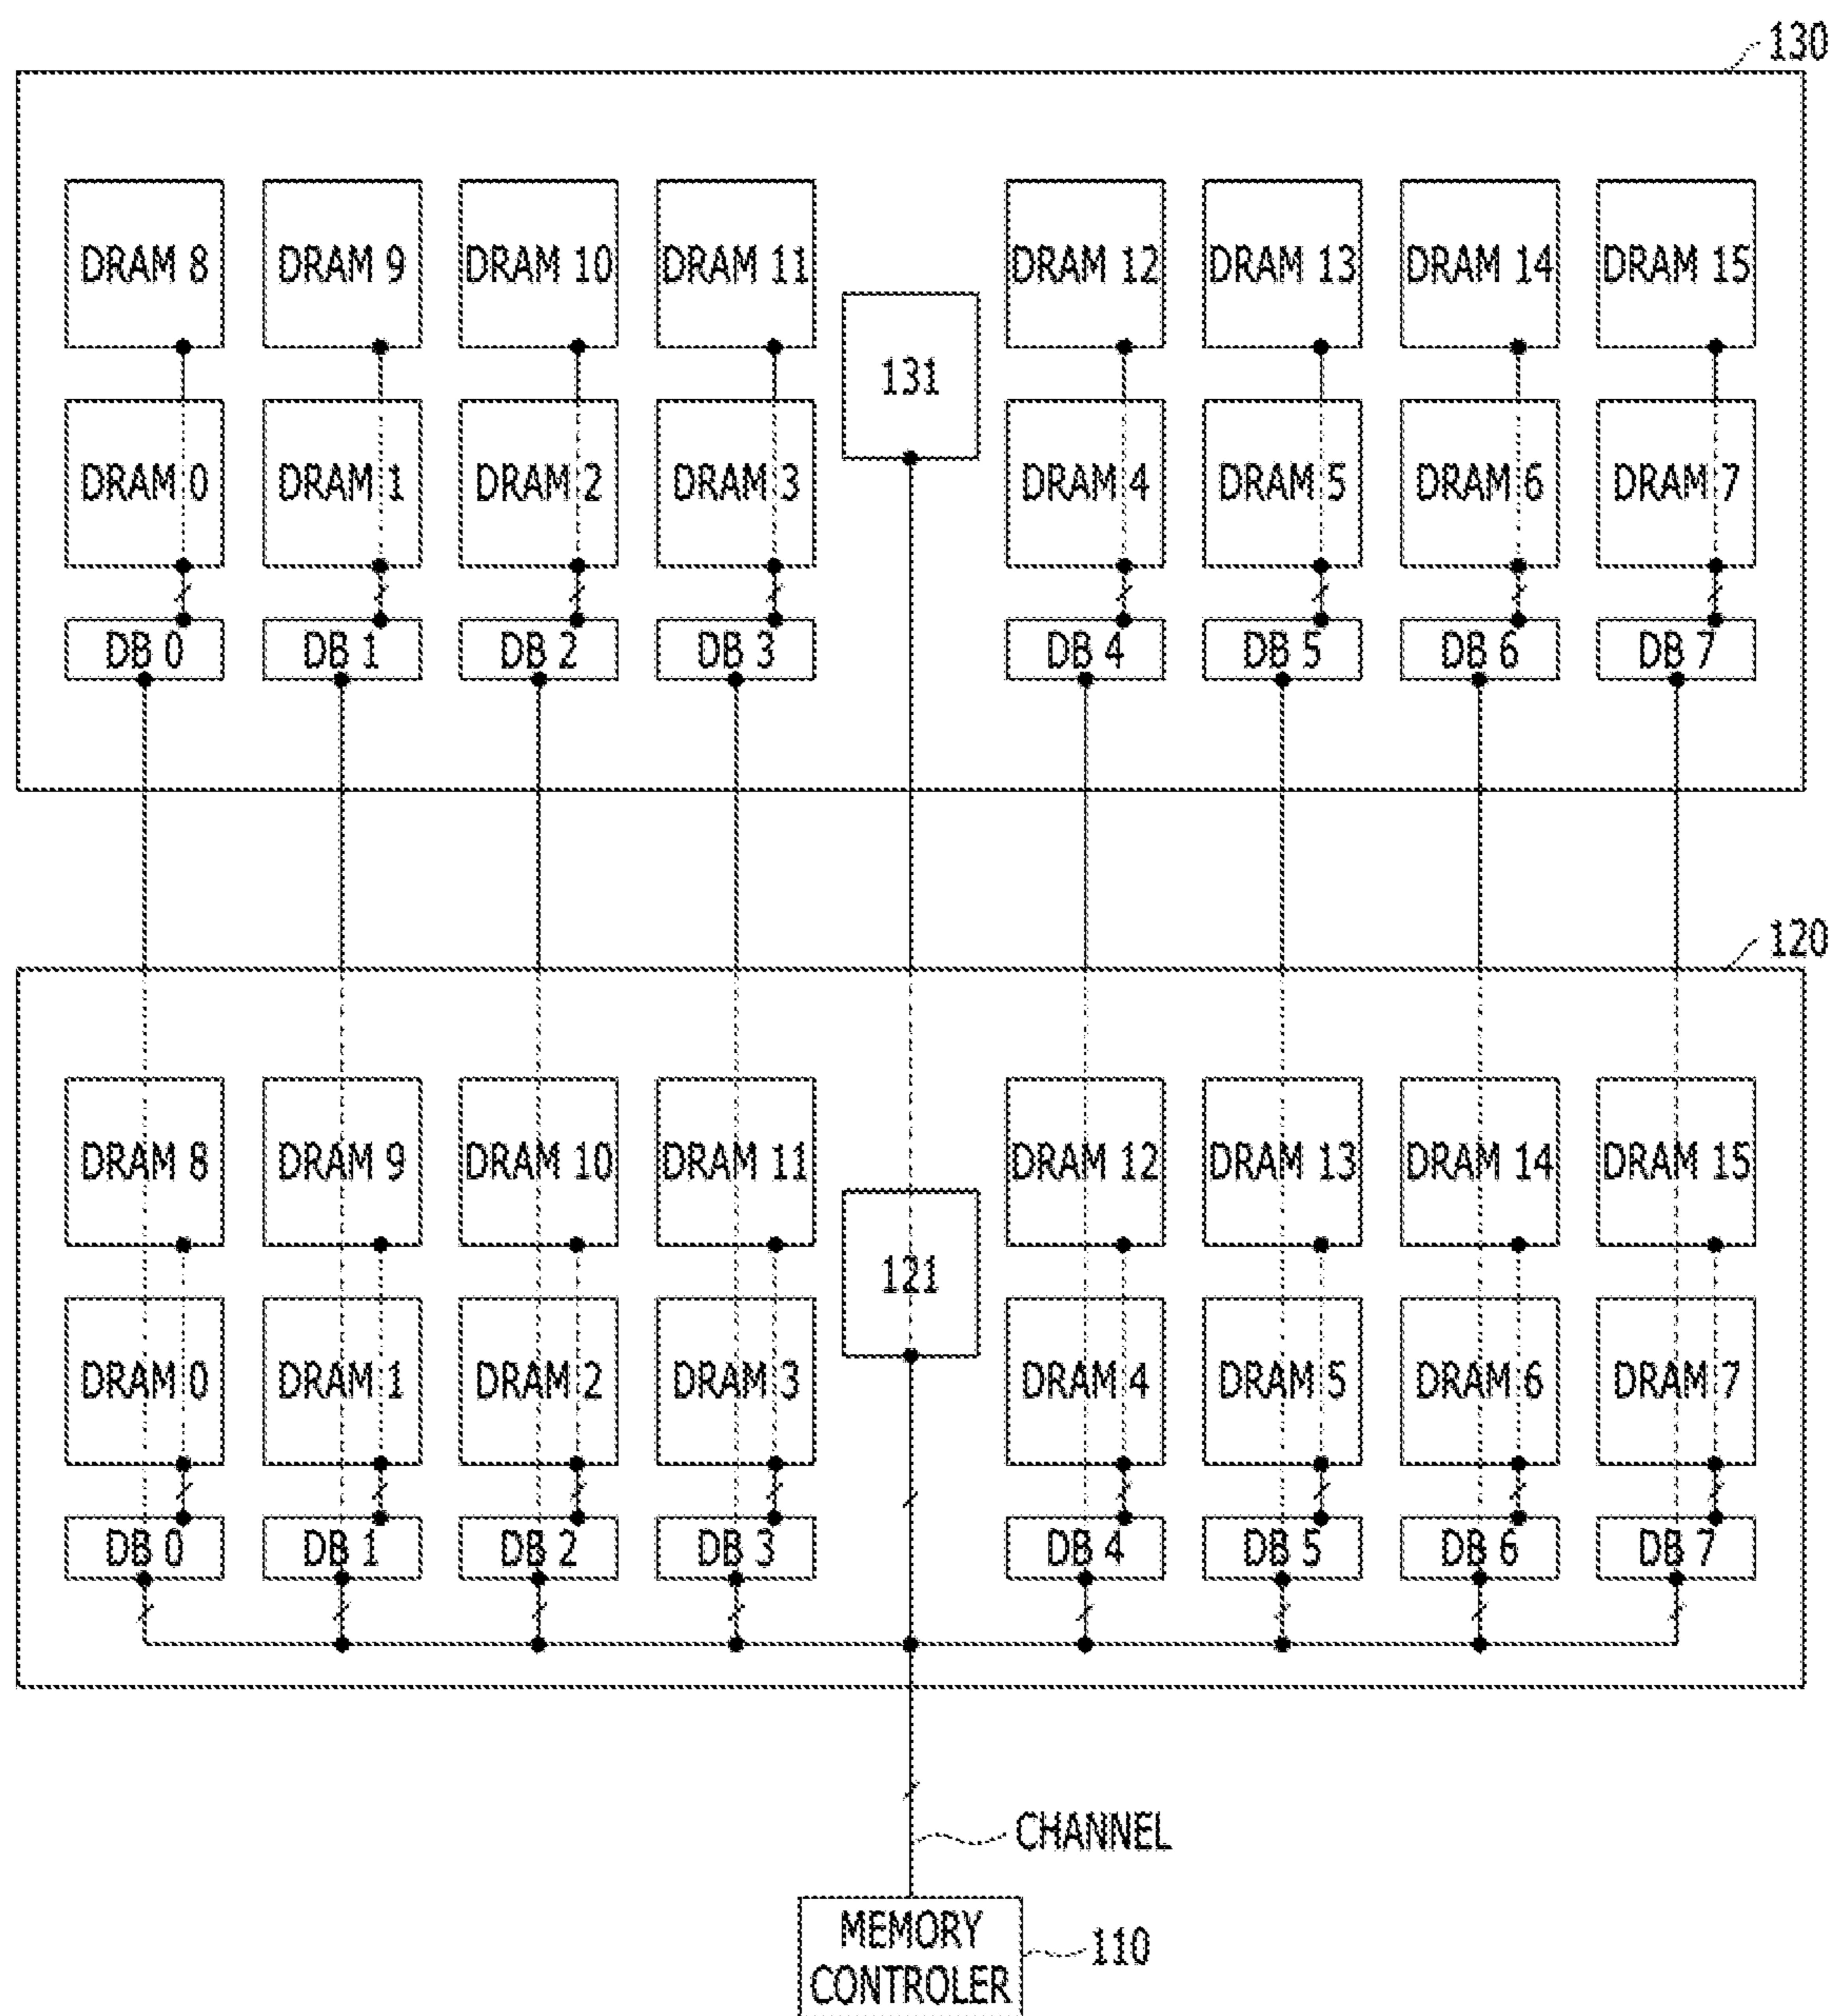 130
DRAM 8 DRAM 9 DRAM 10 DRAM 11 DRAM 12 DRAM 13 DRAM 14 DRAM 15
131
DRAM 0 DRAM 1 DRAM 2 DRAM 3 DRAM 4 DRAM 5 DRAM 6 DRAM 7
DB 0 DB 1 DB 2 DB 3 DB 4 DB 5 DB 6 DB 7
120
DRAM 8 DRAM 9 DRAM 10 DRAM 11 DRAM 12 DRAM 13 DRAM 14 DRAM 15
121
DRAM 0 DRAM 1 DRAM 2 DRAM 3 DRAM 4 DRAM 5 DRAM 6 DRAM 7
DB 0 DB 1 DB 2 DB 3 DB 4 DB 5 DB 6 DB 7
CHANNEL
MEMORY
CONTROLER
110